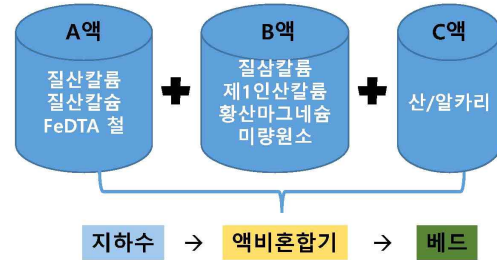 A액
질산칼륨
질산칼슘
FeDTA 철
B액
질삼칼륨
제1인산칼륨
황산마그네슘
미량원소
C액
산/알카리
지하수 → 액비혼합기 → 베드